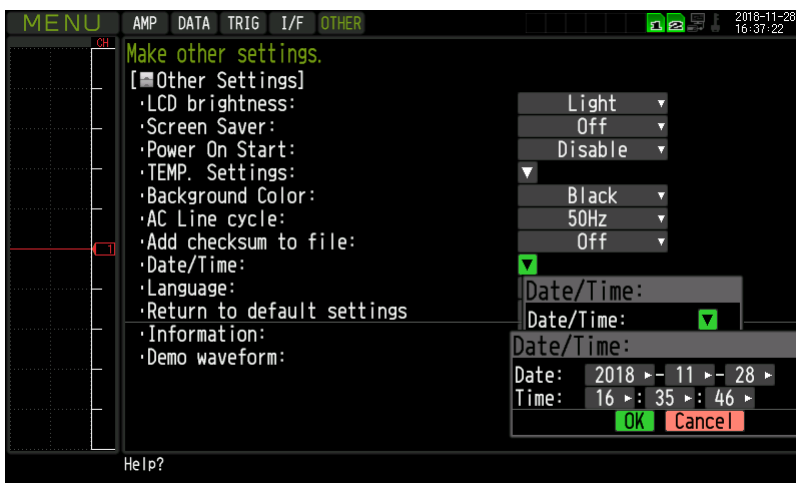 MENU AMP DATA TRIG I/F OTHER 1 2 2018-11-28
16:37:22
CH
Make other settings.
[Other Settings]
·LCD brightness: Light
·Screen Saver: Off
·Power On Start: Disable
·TEMP. Settings:
·Background Color: Black
·AC Line cycle: 50Hz
·Add checksum to file: Off
1
·Date/Time:
·Language:
·Return to default settings
·Information:
·Demo waveform:
Date/Time:
Date/Time:
Date/Time:
Date: 2018 - 11 - 28
Time: 16 : 35 : 46
OK Cancel
Help?